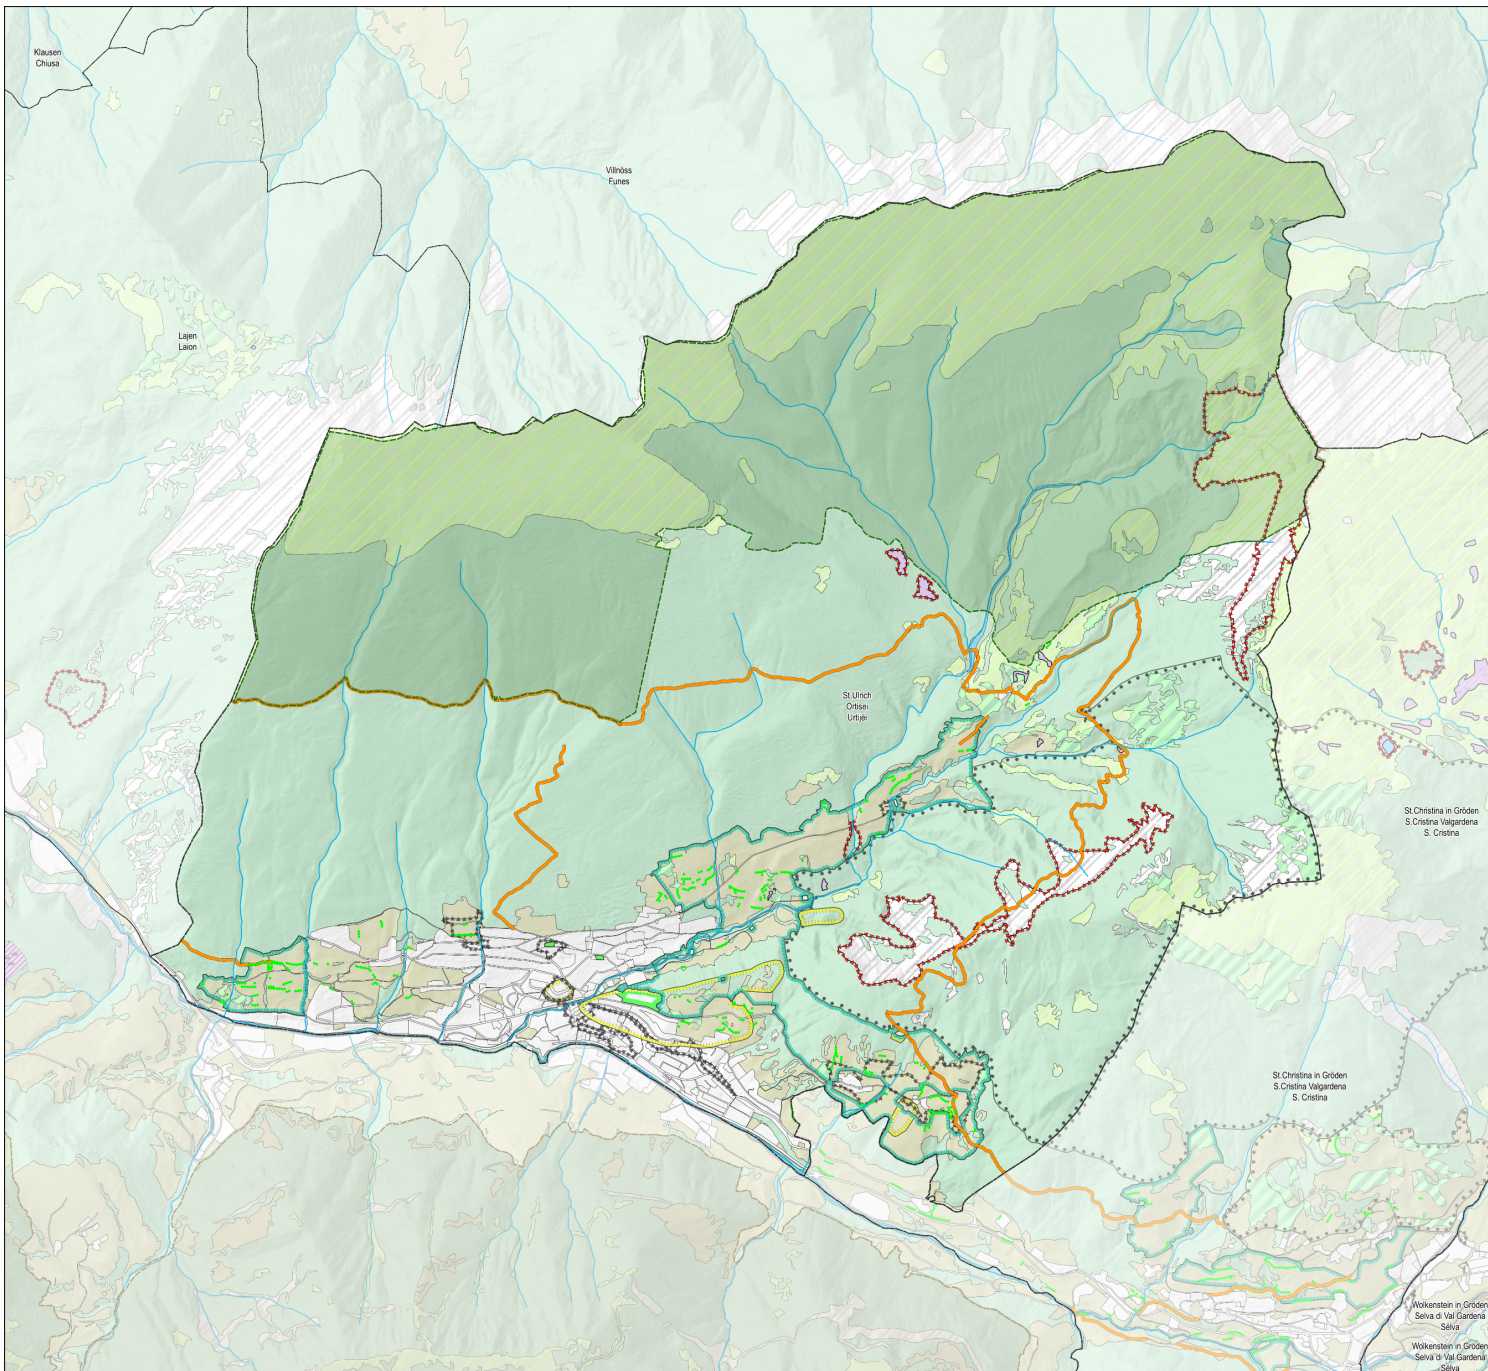 Klausen
Chiusa
Villnöss
Funes
Lajen
Laion
St.Ulrich
Ortisei
Urtijëi
St.Christina in Gröden
S.Cristina Valgardena
S. Cristina
St.Christina in Gröden
S.Cristina Valgardena
S. Cristina
Wolkenstein in Gröden
Selva di Val Gardena
Sëlva
Wolkenstein in Gröden
Selva di Val Gardena
Sëlva